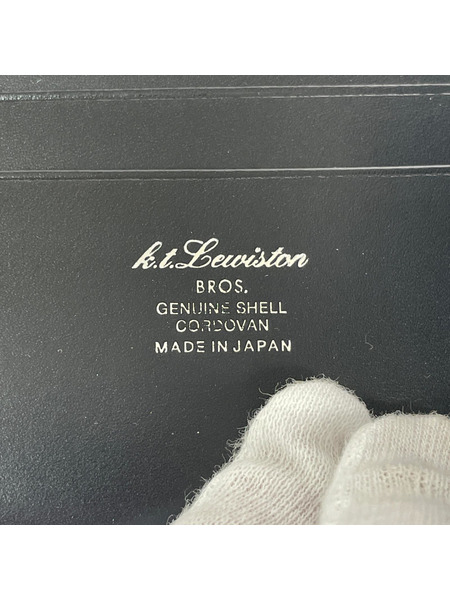 k.t.Lewiston
BROS.
GENUINE SHELL
CORDOVAN
MADE IN JAPAN